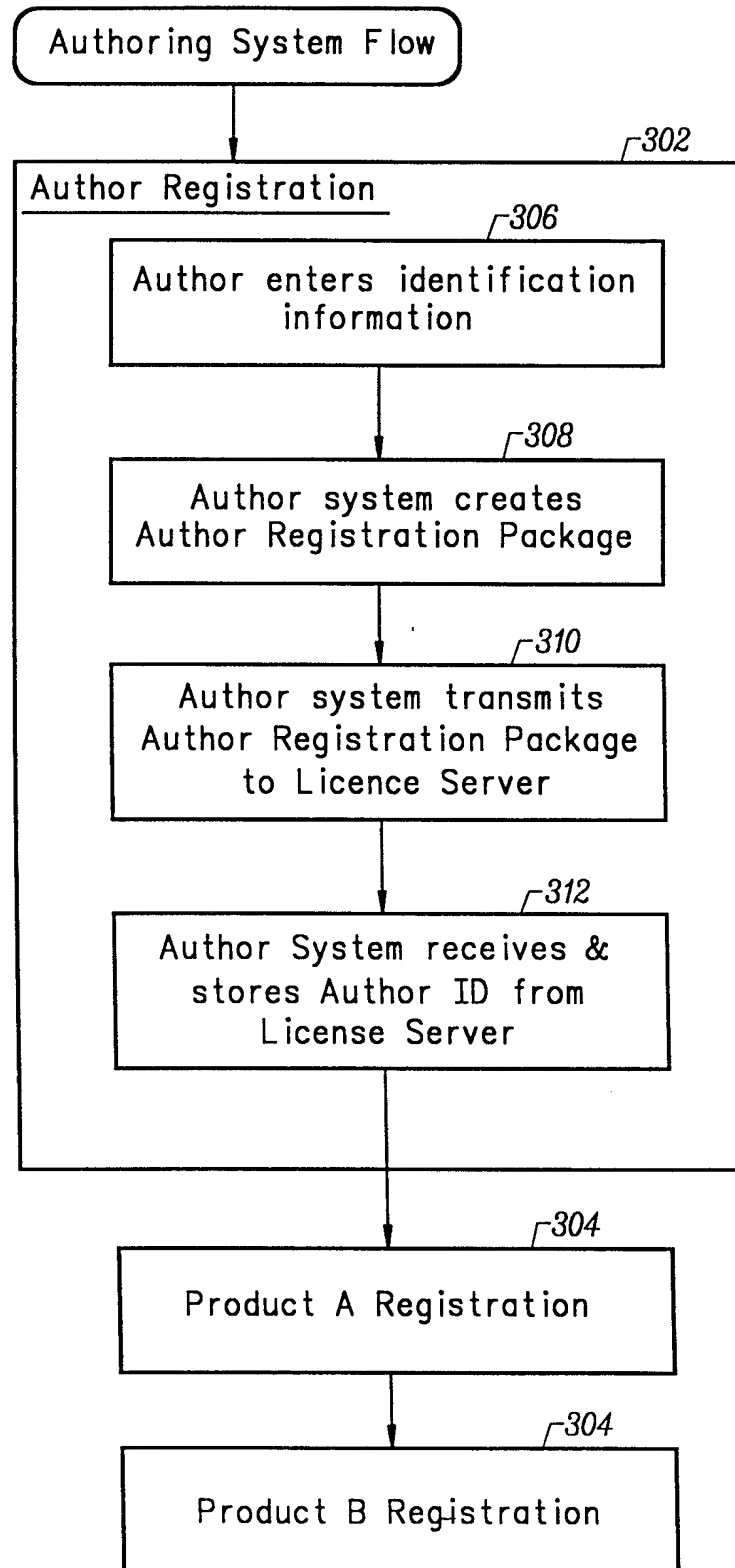 Authoring System Flow
302
Author Registration
306
Author enters identification
information
308
Author system creates
Author Registration Package
310
Author system transmits
Author Registration Package
to Licence Server
312
Author System receives &
stores Author ID from
License Server
304
Product A Registration
304
Product B Registration